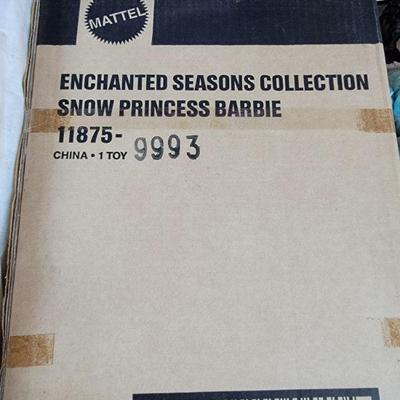 MATTEL
ENCHANTED SEASONS COLLECTION
SNOW PRINCESS BARBIE
11875-
CHINA • 1 TOY 9993